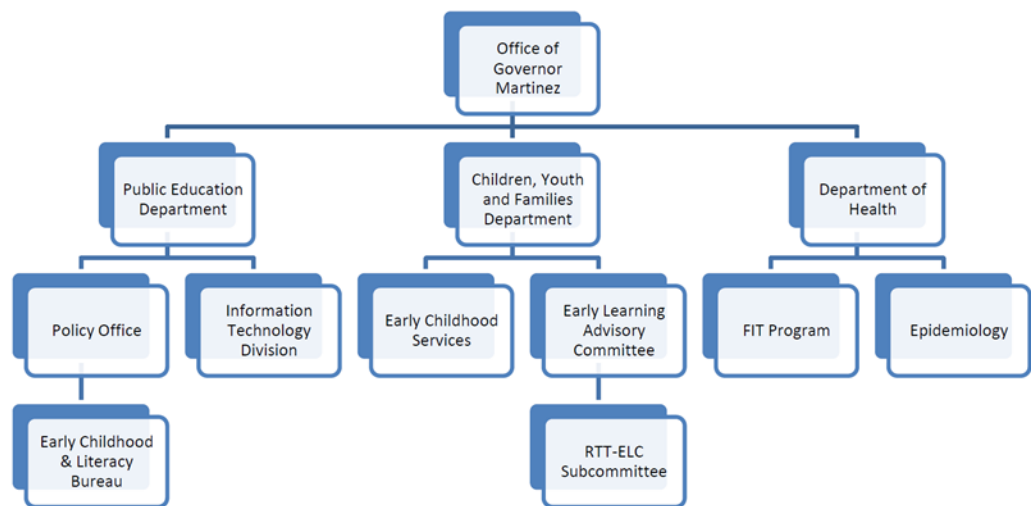 Office of
Governor
Martinez
Public Education
Department
Children, Youth
and Families
Department
Department of
Health
Policy Office
Information
Technology
Division
Early Childhood
Services
Early Learning
Advisory
Committee
FIT Program
Epidemiology
Early Childhood
& Literacy
Bureau
RTT-ELC
Subcommittee